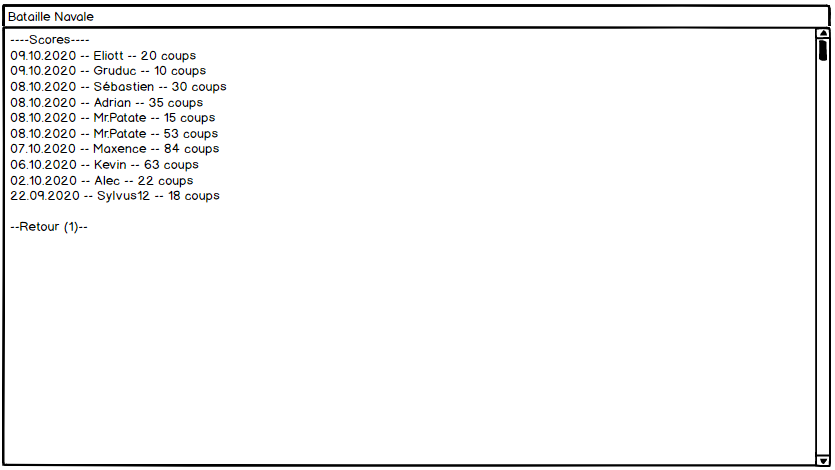 Bataille Navale
----Scores----
09.10.2020 -- Eliott -- 20 coups
09.10.2020 -- Gruduc -- 10 coups
08.10.2020 -- Sébastien -- 30 coups
08.10.2020 -- Adrian -- 35 coups
08.10.2020 -- Mr.Patate -- 15 coups
08.10.2020 -- Mr.Patate -- 53 coups
07.10.2020 -- Maxence -- 84 coups
06.10.2020 -- Kevin -- 63 coups
02.10.2020 -- Alec -- 22 coups
22.09.2020 -- Sylvus12 -- 18 coups
--Retour (1)--